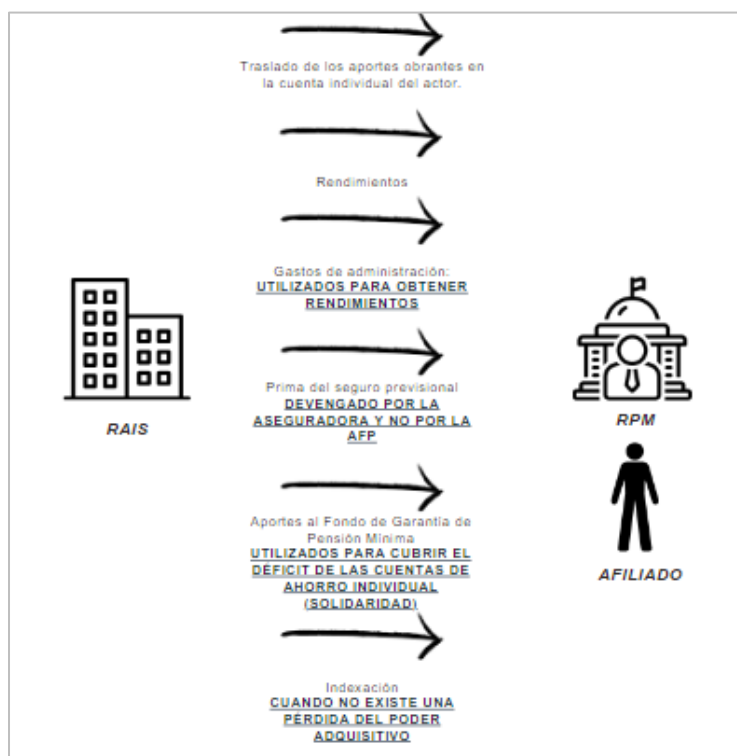 Traslado de los aportes obrantes en
la cuenta individual del actor.
Rendimientos
Gastos de administración:
UTILIZADOS PARA OBTENER
RENDIMIENTOS
Prima del seguro previsional
DEVENGADO POR LA
ASEGURADORA Y NO POR LA
AFP
RAIS
RPM
Aportes al Fondo de Garantía de
Pensión Mínima
UTILIZADOS PARA CUBRIR EL
DÉFICIT DE LAS CUENTAS DE
AHORRO INDIVIDUAL
(SOLIDARIDAD)
AFILIADO
Indexación
CUANDO NO EXISTE UNA
PÉRDIDA DEL PODER
ADQUISITIVO